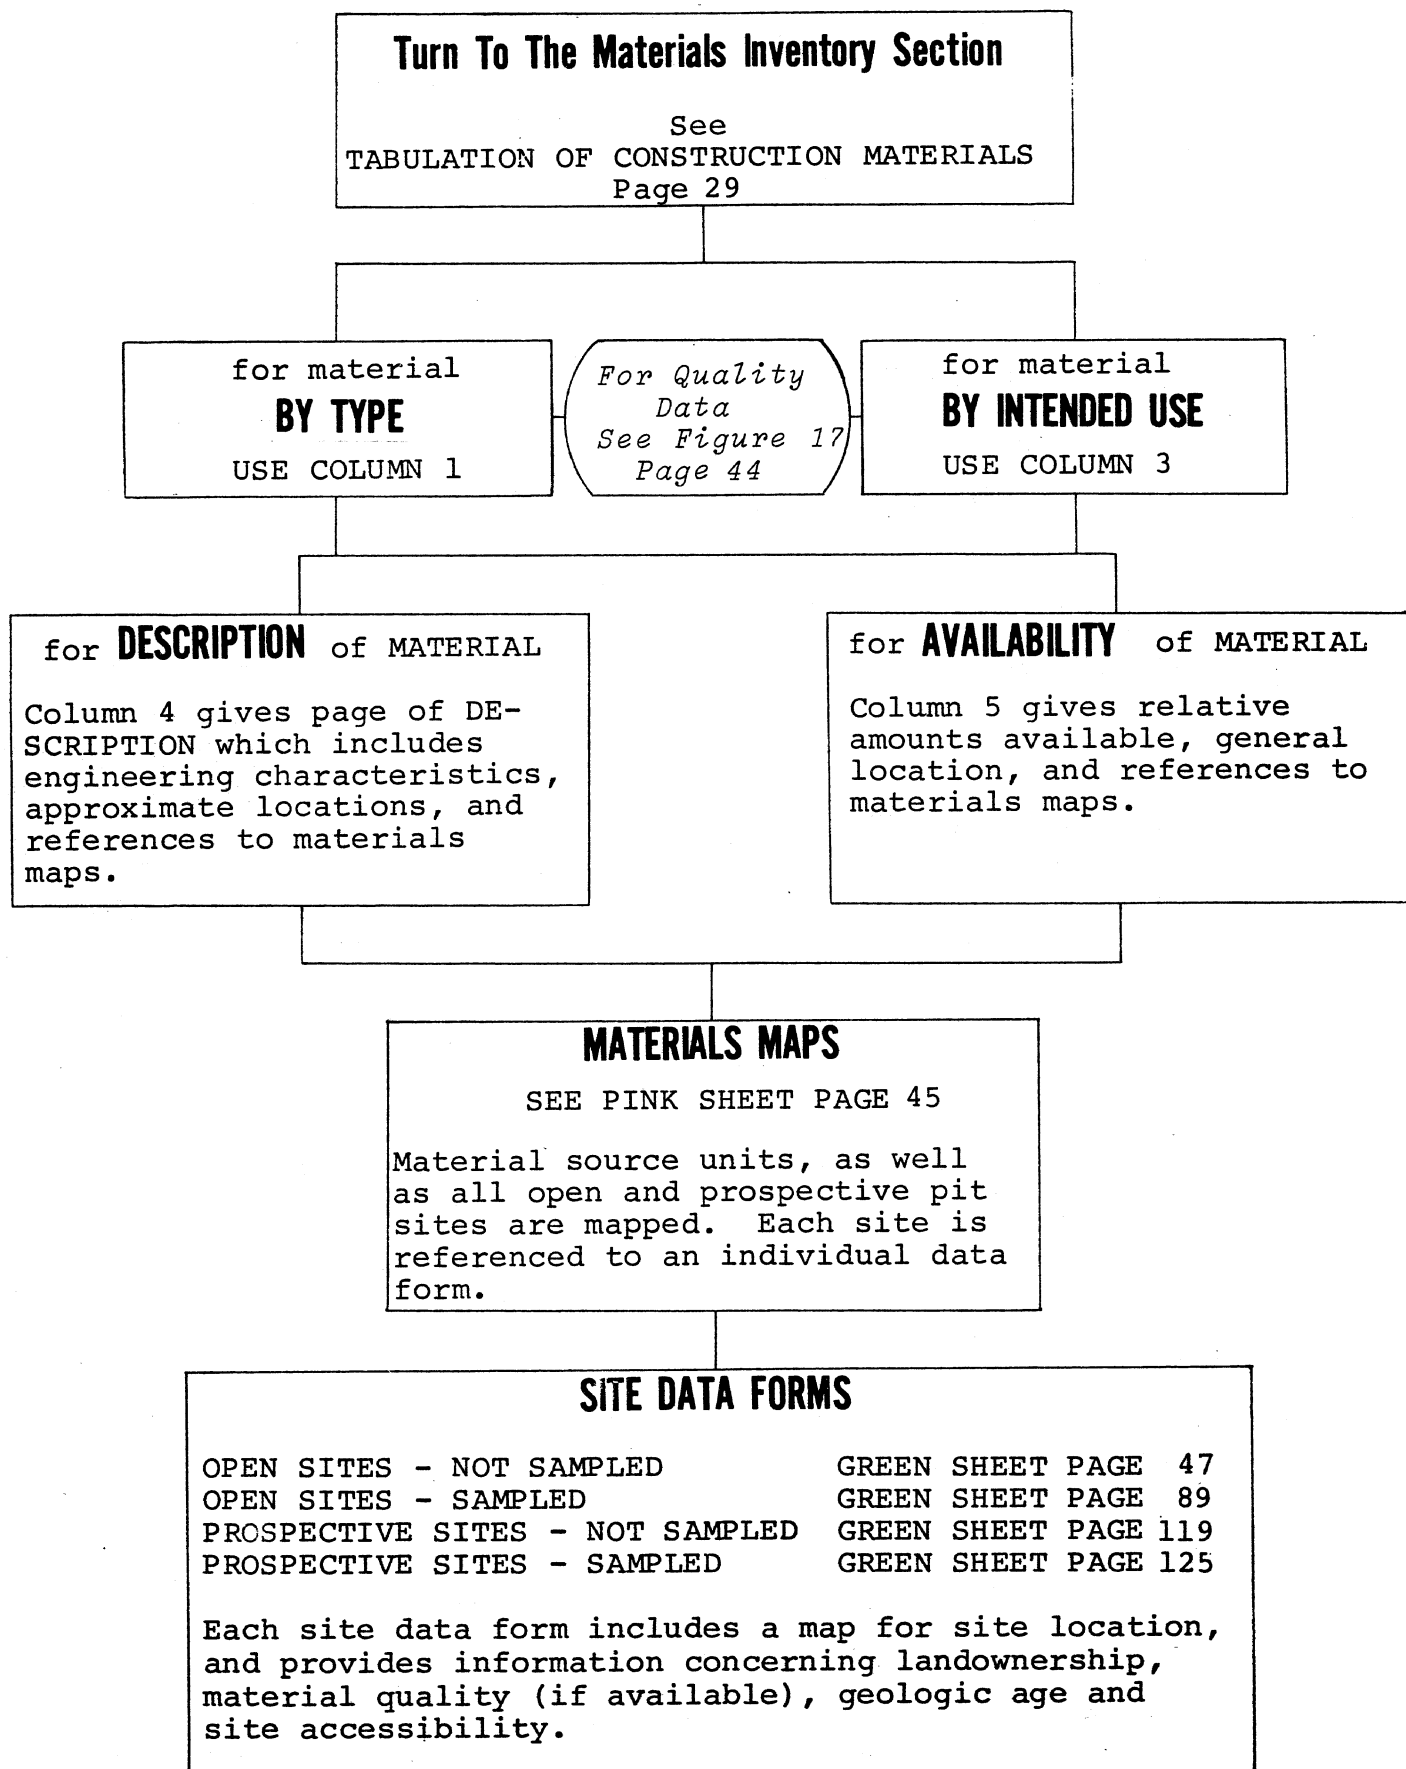 Turn To The Materials Inventory Section
See
TABULATION OF CONSTRUCTION MATERIALS
Page 29
for material
BY TYPE
USE COLUMN 1
For Quality
Data
See Figure 17
Page 44
for material
BY INTENDED USE
USE COLUMN 3
for DESCRIPTION of MATERIAL
Column 4 gives page of DE-
SCRIPTION which includes
engineering characteristics,
approximate locations, and
references to materials
maps.
for AVAILABILITY of MATERIAL
Column 5 gives relative
amounts available, general
location, and references to
materials maps.
MATERIALS MAPS
SEE PINK SHEET PAGE 45
Material source units, as well
as all open and prospective pit
sites are mapped. Each site is
referenced to an individual data
form.
SITE DATA FORMS
OPEN SITES - NOT SAMPLED GREEN SHEET PAGE 47
OPEN SITES - SAMPLED GREEN SHEET PAGE 89
PROSPECTIVE SITES - NOT SAMPLED GREEN SHEET PAGE 119
PROSPECTIVE SITES - SAMPLED GREEN SHEET PAGE 125
Each site data form includes a map for site location,
and provides information concerning landownership,
material quality (if available), geologic age and
site accessibility.